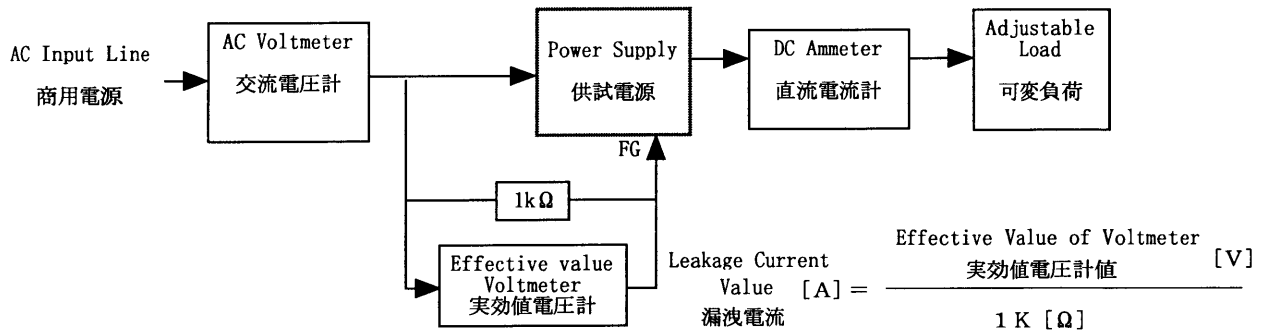 AC Input Line
商用電源
AC Voltmeter
交流電圧計
Power Supply
供試電源
DC Ammeter
直流電流計
Adjustable
Load
可変負荷
FG
1kΩ
Effective value
Voltmeter
実効値電圧計
Leakage Current
Value [A] =
漏洩電流
Effective Value of Voltmeter
実効値電圧計値 [V]
1 K [Ω]